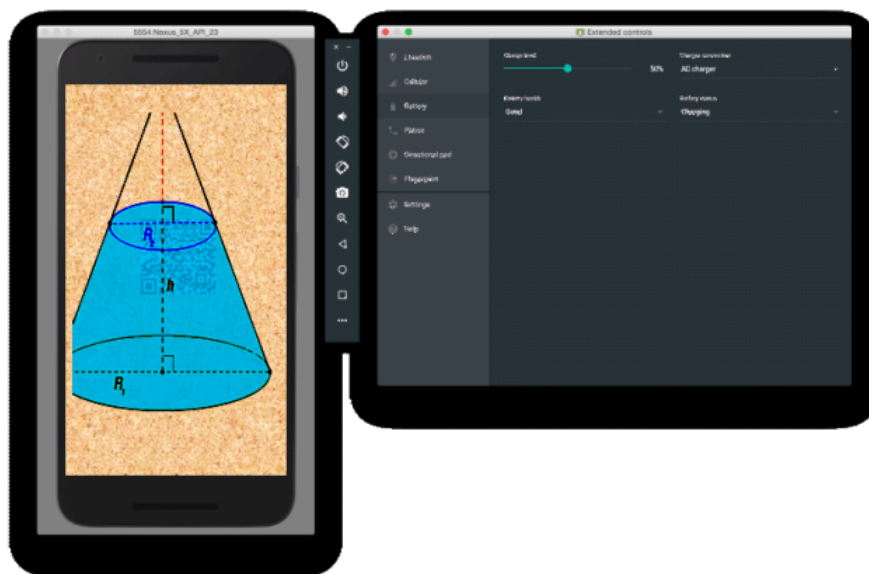 5554:Nexus_5X_API_23
R₂
h
R₁
Extended controls
Location
Cellular
Battery
Phone
Directional pad
Fingerprint
Settings
Help
Charge level
50%
Charger connection
AC charger
Battery health
Good
Battery status
Charging